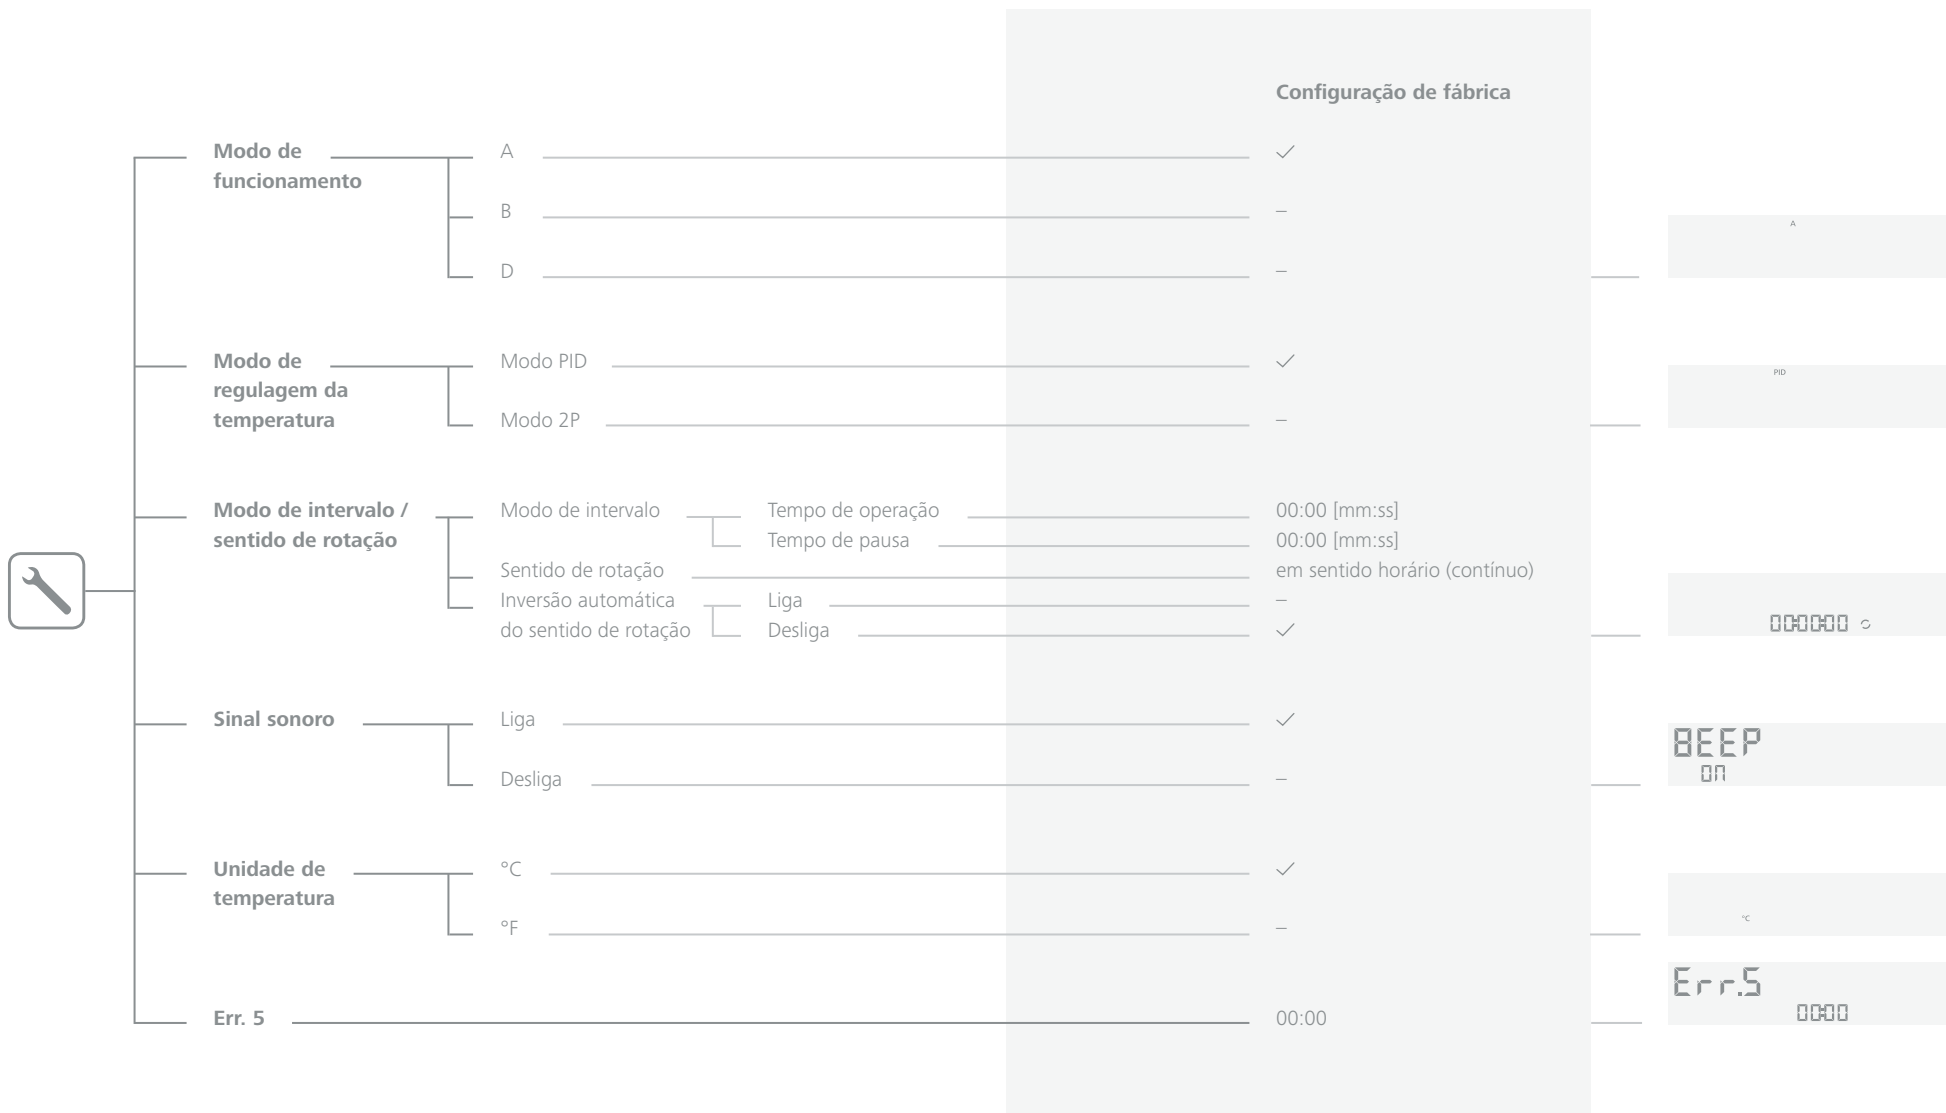 Configuração de fábrica
Modo de
funcionamento
A
✓
B
–
A
D
–
Modo de
regulagem da
temperatura
Modo PID
✓
PID
Modo 2P
–
Modo de intervalo /
sentido de rotação
Modo de intervalo
Tempo de operação
00:00 [mm:ss]
Tempo de pausa
00:00 [mm:ss]
Sentido de rotação
em sentido horário (contínuo)
Inversão automática
do sentido de rotação
Liga
–
Desliga
✓
00:00:00
Sinal sonoro
Liga
✓
BEEP
on
Desliga
–
Unidade de
temperatura
°C
✓
°C
°F
–
Err.5
00:00
Err. 5
00:00